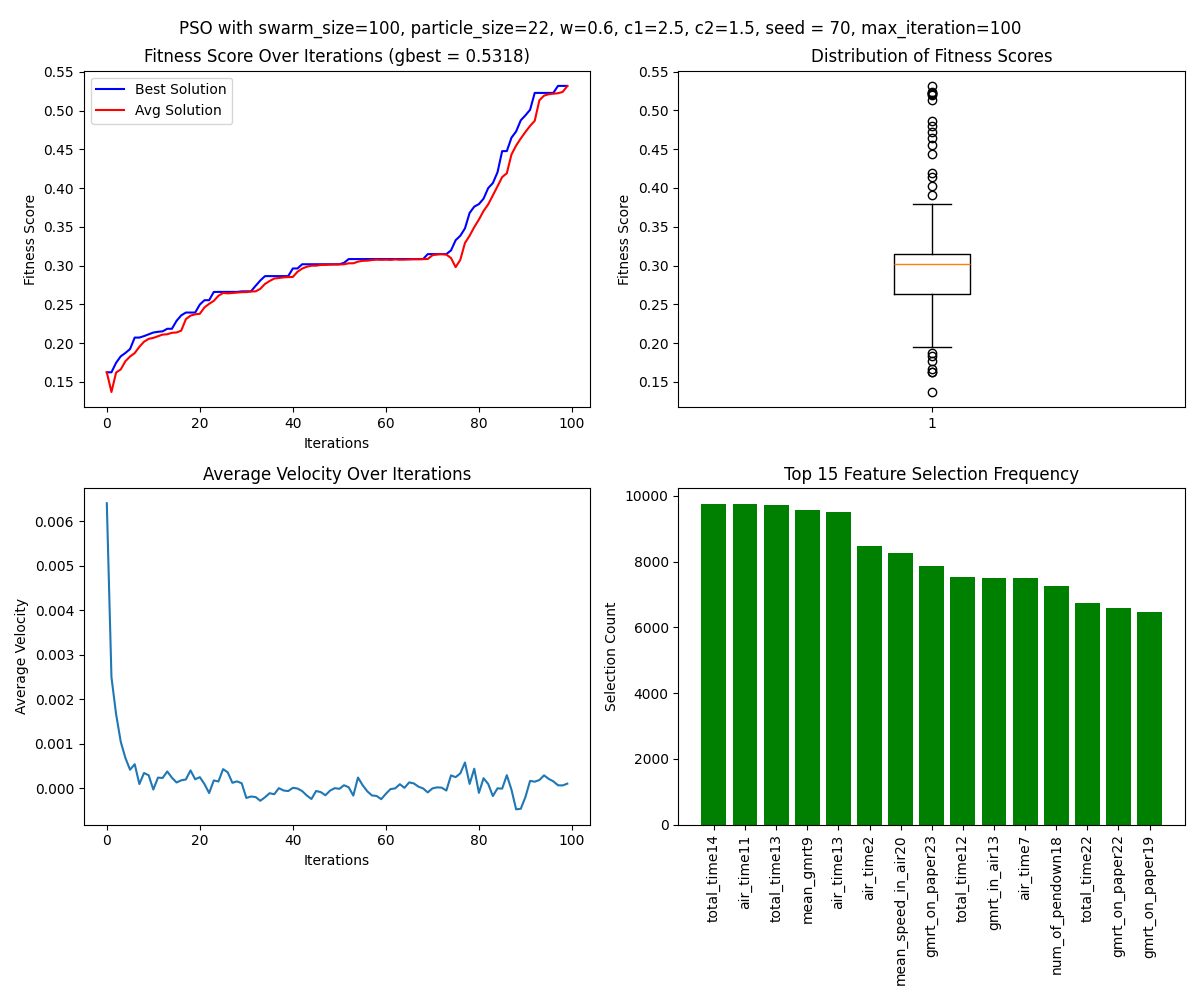 PSO with swarm_size=100, particle_size=22, w=0.6, c1=2.5, c2=1.5, seed = 70, max_iteration=100
Fitness Score Over Iterations (gbest = 0.5318)
Best Solution
Avg Solution
Fitness Score
0.55
0.50
0.45
0.40
0.35
0.30
0.25
0.20
0.15
0
20
40
60
80
100
Iterations
Distribution of Fitness Scores
Fitness Score
0.55
0.50
0.45
0.40
0.35
0.30
0.25
0.20
0.15
1
Average Velocity Over Iterations
Average Velocity
0.006
0.005
0.004
0.003
0.002
0.001
0.000
0
20
40
60
80
100
Iterations
Top 15 Feature Selection Frequency
Selection Count
10000
8000
6000
4000
2000
0
total_time14
air_time11
total_time13
mean_gmrt9
air_time13
air_time2
mean_speed_in_air20
gmrt_on_paper23
total_time12
gmrt_in_air13
air_time7
num_of_pendown18
total_time22
gmrt_on_paper22
gmrt_on_paper19